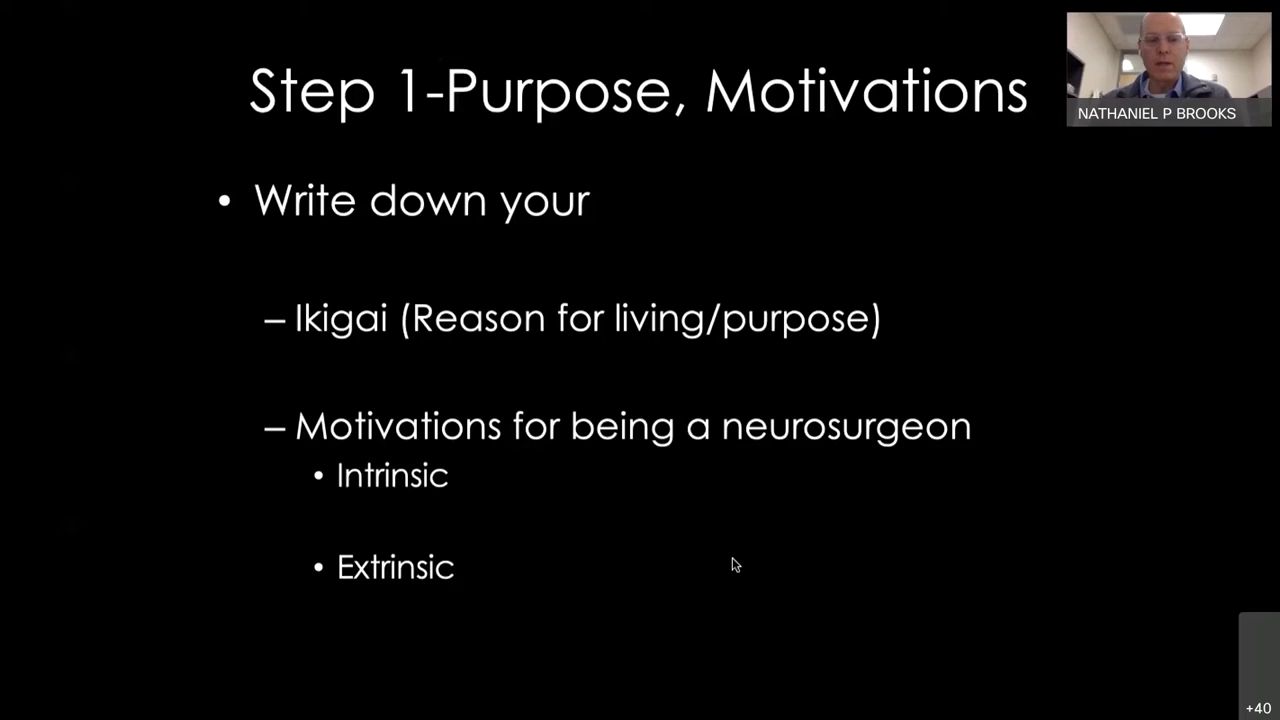 Step 1-Purpose, Motivations
NATHANIEL P BROOKS
• Write down your
– Ikigai (Reason for living/purpose)
– Motivations for being a neurosurgeon
• Intrinsic
• Extrinsic
+40